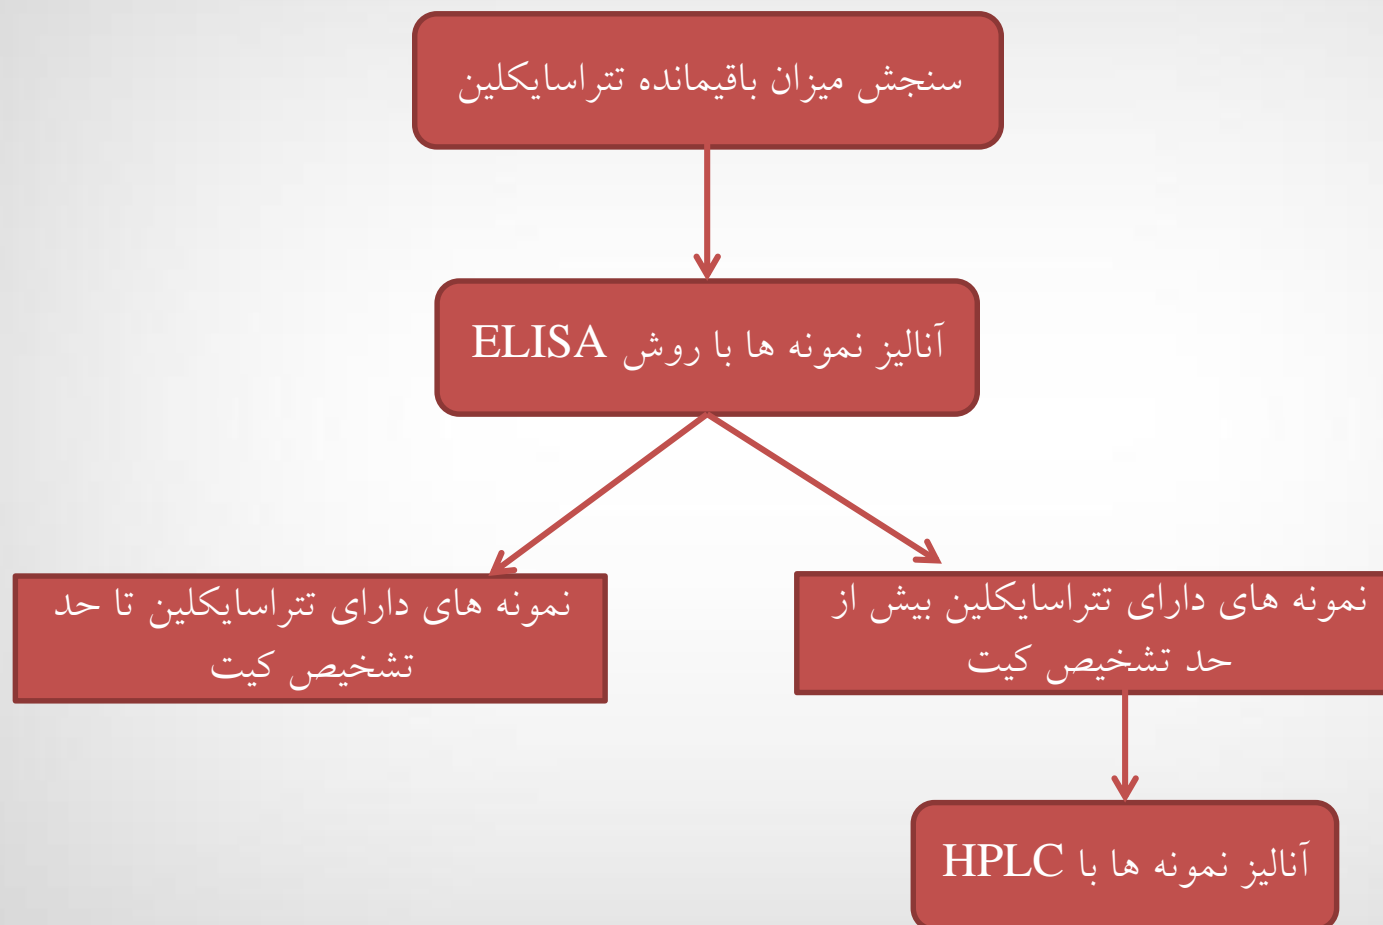 سنجش میزان باقیمانده تتراسایکلین
آنالیز نمونه ها با روش ELISA
نمونه های دارای تتراسایکلین بیش از
حد تشخیص کیت
نمونه های دارای تتراسایکلین تا حد
تشخیص کیت
آنالیز نمونه ها با HPLC